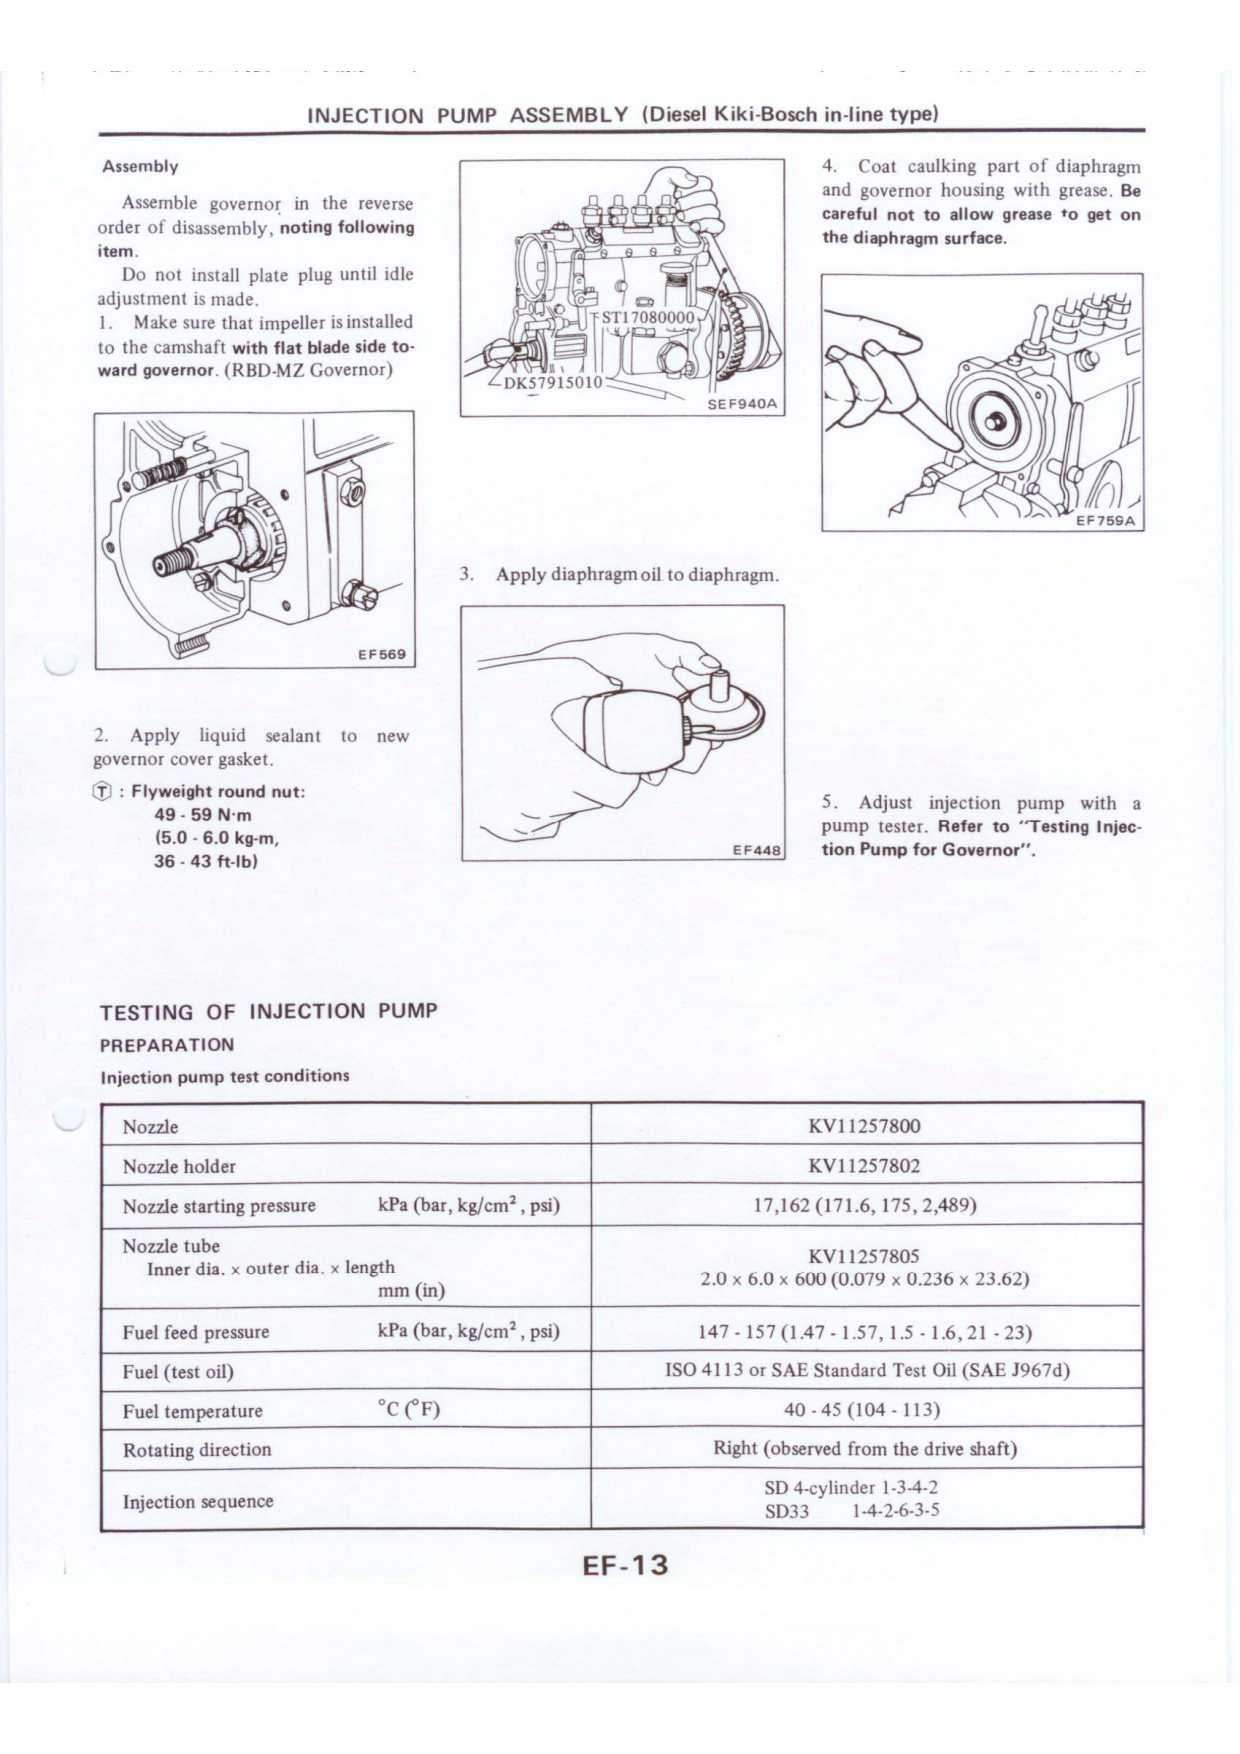 INJECTION PUMP ASSEMBLY (Diesel Kiki-Bosch in-line type)
Assembly
Assemble governor in the reverse
order of disassembly, noting following
item.
Do not install plate plug until idle
adjustment is made.
1. Make sure that impeller is installed
to the camshaft with flat blade side to-
ward governor. (RBD-MZ Governor)
EF569
2. Apply liquid sealant to new
governor cover gasket.
Ⓣ : Flyweight round nut:
49 - 59 N·m
(5.0 - 6.0 kg-m,
36 - 43 ft-lb)
ST17080000
DK57915010
SEF940A
3. Apply diaphragm oil to diaphragm.
EF448
4. Coat caulking part of diaphragm
and governor housing with grease. Be
careful not to allow grease to get on
the diaphragm surface.
EF759A
5. Adjust injection pump with a
pump tester. Refer to "Testing Injec-
tion Pump for Governor".
TESTING OF INJECTION PUMP
PREPARATION
Injection pump test conditions
Nozzle KV11257800
Nozzle holder KV11257802
Nozzle starting pressure kPa (bar, kg/cm², psi) 17,162 (171.6, 175, 2,489)
Nozzle tube
Inner dia. x outer dia. x length
mm (in)
KV11257805
2.0 x 6.0 x 600 (0.079 x 0.236 x 23.62)
Fuel feed pressure kPa (bar, kg/cm², psi) 147 - 157 (1.47 - 1.57, 1.5 - 1.6, 21 - 23)
Fuel (test oil) ISO 4113 or SAE Standard Test Oil (SAE J967d)
Fuel temperature °C (°F) 40 - 45 (104 - 113)
Rotating direction Right (observed from the drive shaft)
Injection sequence
SD 4-cylinder 1-3-4-2
SD33 1-4-2-6-3-5
EF-13